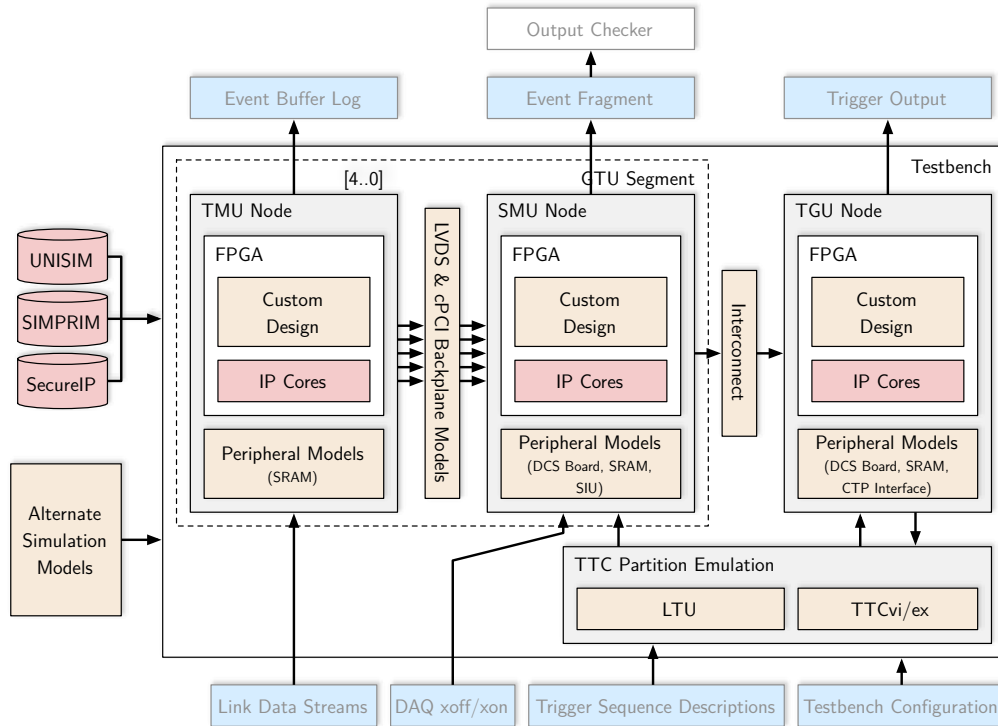 Output Checker
Event Buffer Log
Event Fragment
Trigger Output
Testbench
[4..0]
GTU Segment
TMU Node
FPGA
Custom
Design
IP Cores
Peripheral Models
(SRAM)
LVDS & cPCI Backplane Models
SMU Node
FPGA
Custom
Design
IP Cores
Peripheral Models
(DCS Board, SRAM,
SIU)
Interconnect
TGU Node
FPGA
Custom
Design
IP Cores
Peripheral Models
(DCS Board, SRAM,
CTP Interface)
UNISIM
SIMPRIM
SecureIP
Alternate
Simulation
Models
TTC Partition Emulation
LTU
TTCvi/ex
Link Data Streams
DAQ xoff/xon
Trigger Sequence Descriptions
Testbench Configuration